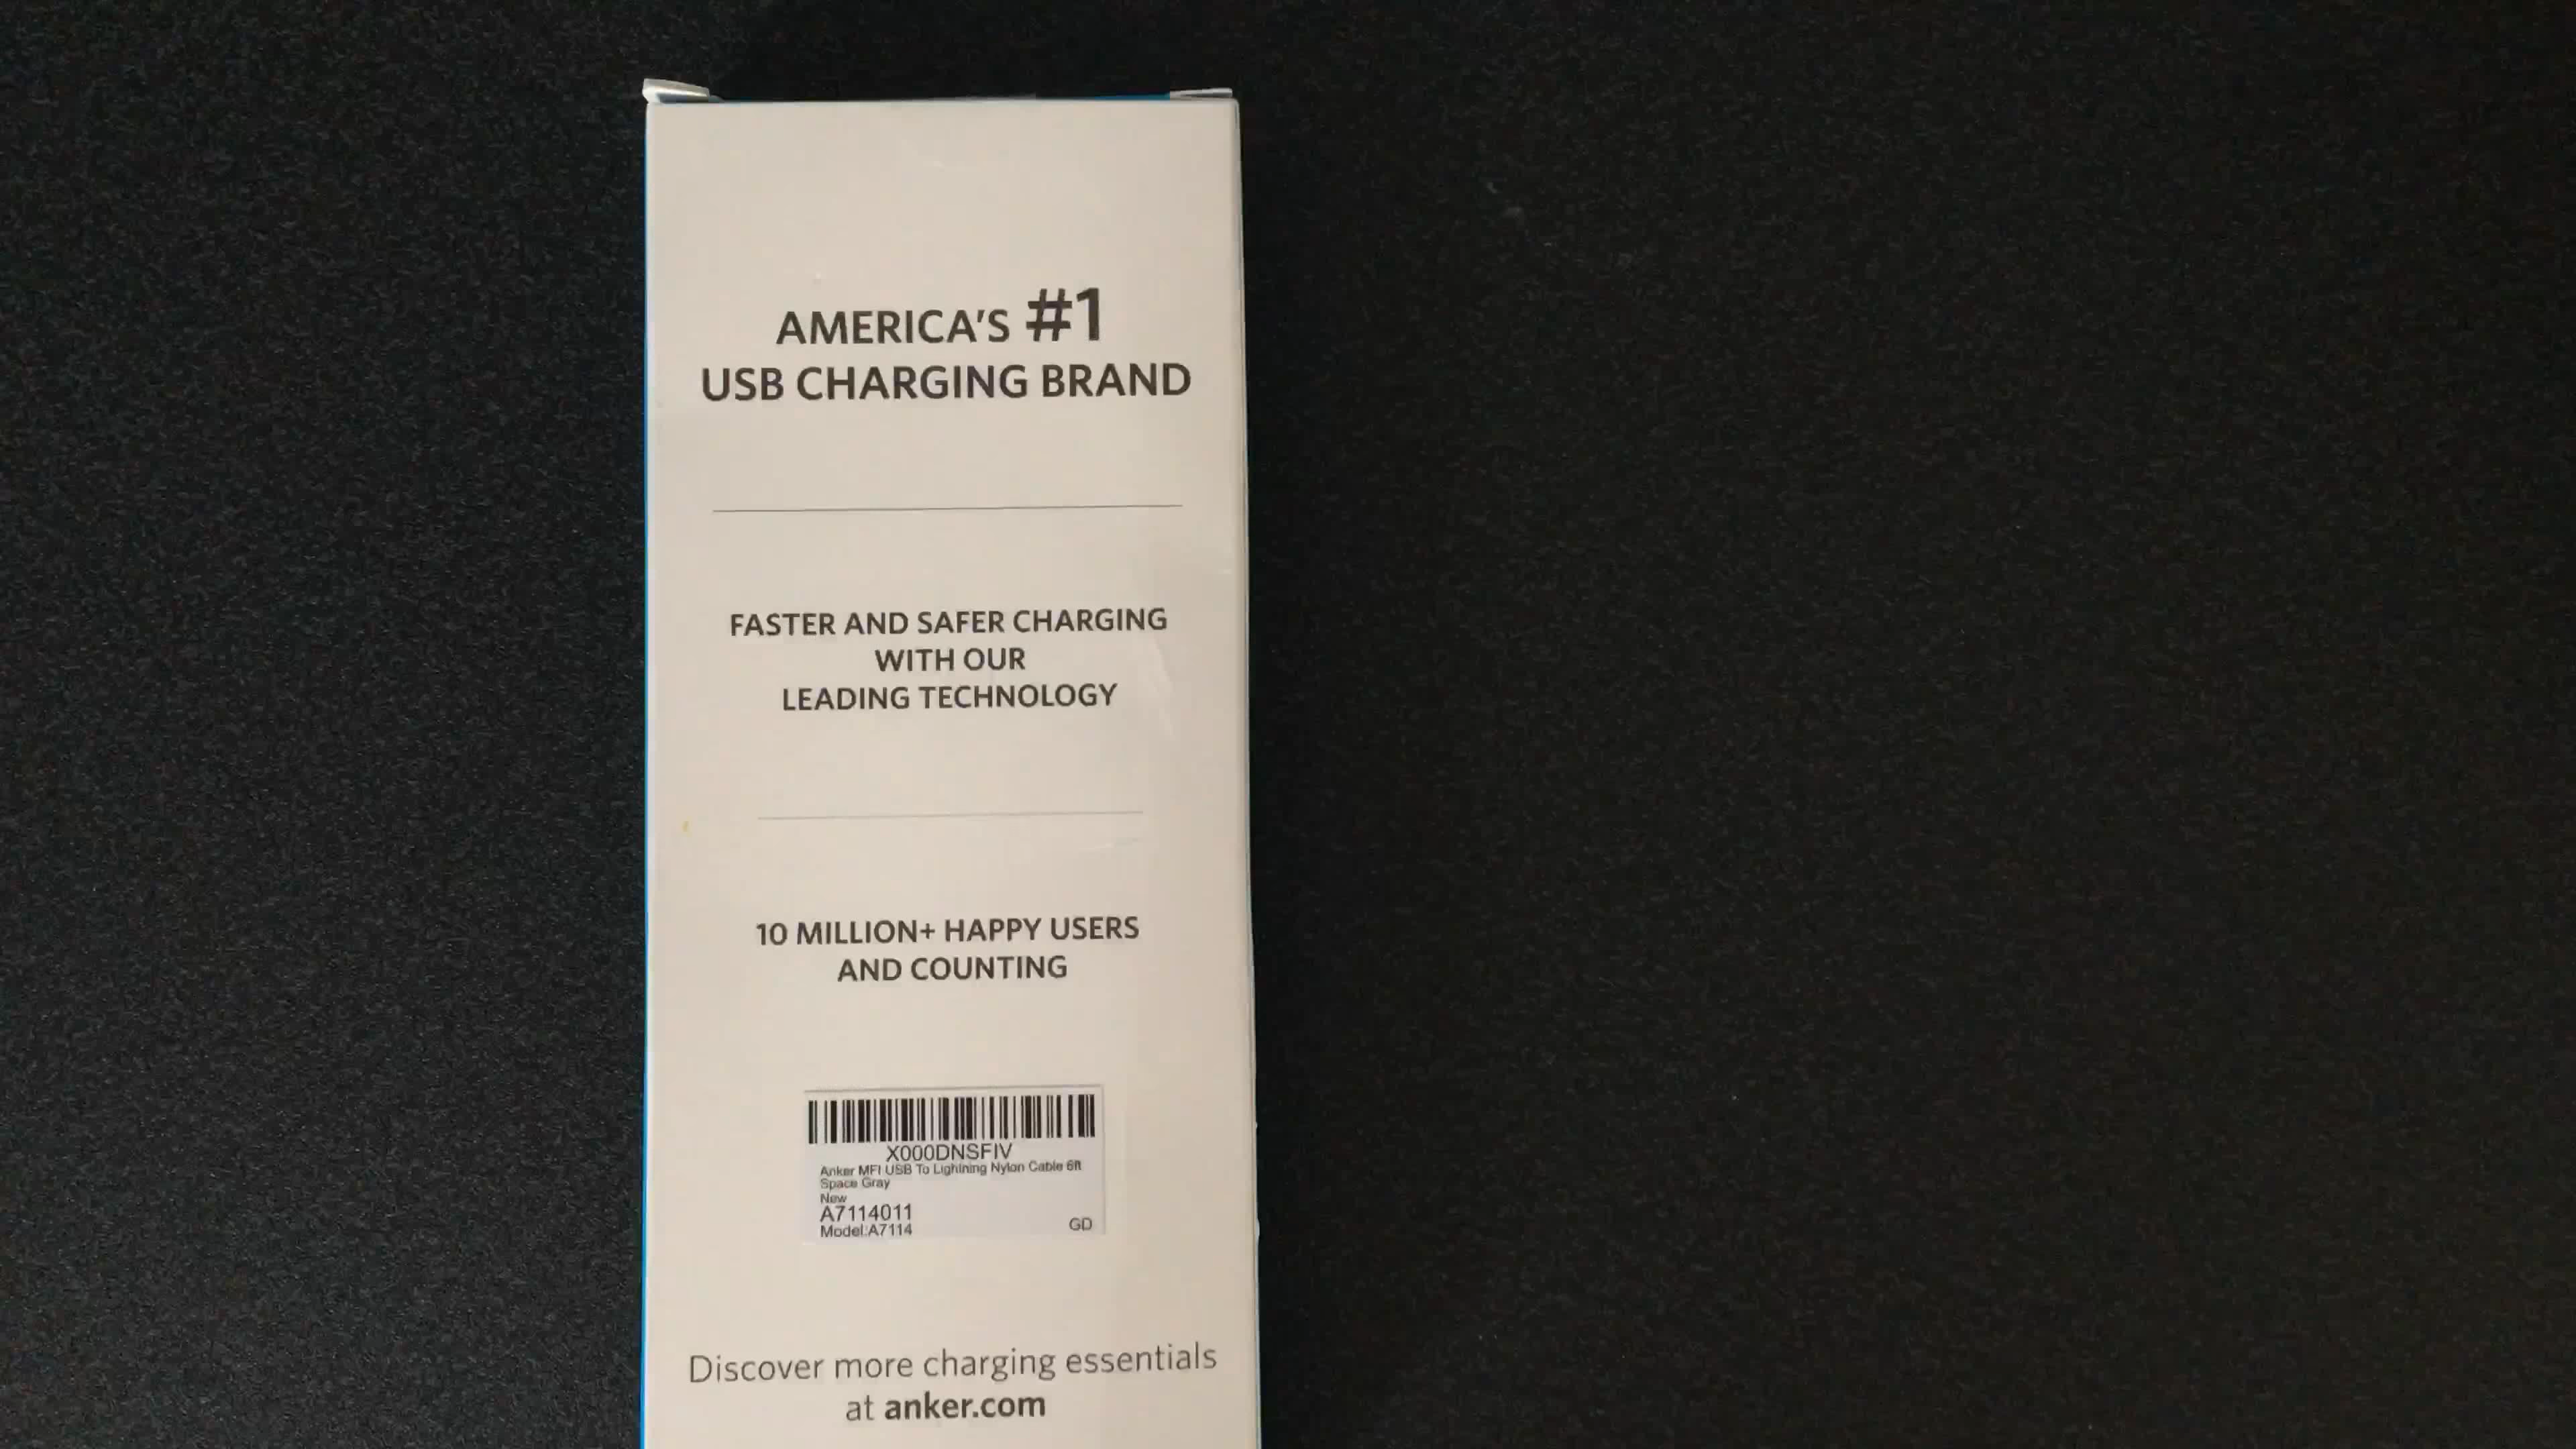 AMERICA'S #1
USB CHARGING BRAND
FASTER AND SAFER CHARGING
WITH OUR
LEADING TECHNOLOGY
10 MILLION+ HAPPY USERS
AND COUNTING
X000DNSFIV
Anker MFI USB To Lightning Nylon Cable 6ft
Space Gray
New
A7114011
Model:A7114 GD
Discover more charging essentials
at anker.com